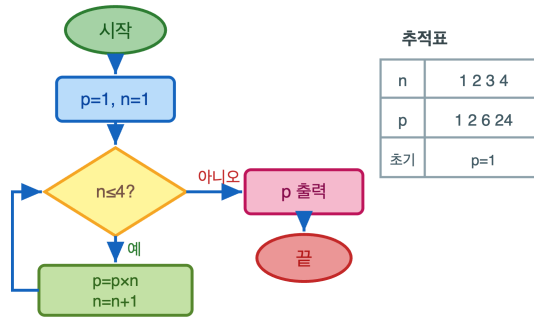 시작
p=1, n=1
n≤4?
아니오
p 출력
예
끝
p=p×n
n=n+1
추적표
n 1 2 3 4
p 1 2 6 24
초기 p=1